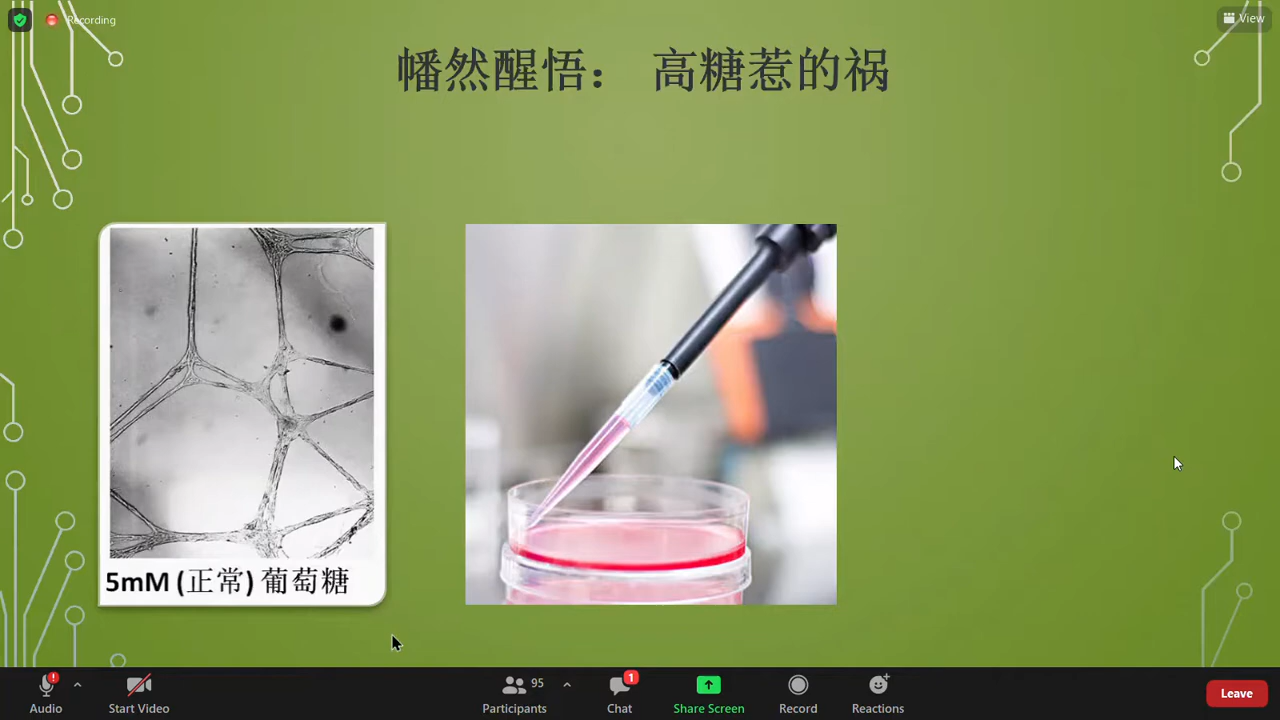 Recording
View
幡然醒悟： 高糖惹的祸
5mM (正常) 葡萄糖
Audio
Start Video
95
Participants
1
Chat
Share Screen
Record
Reactions
Leave